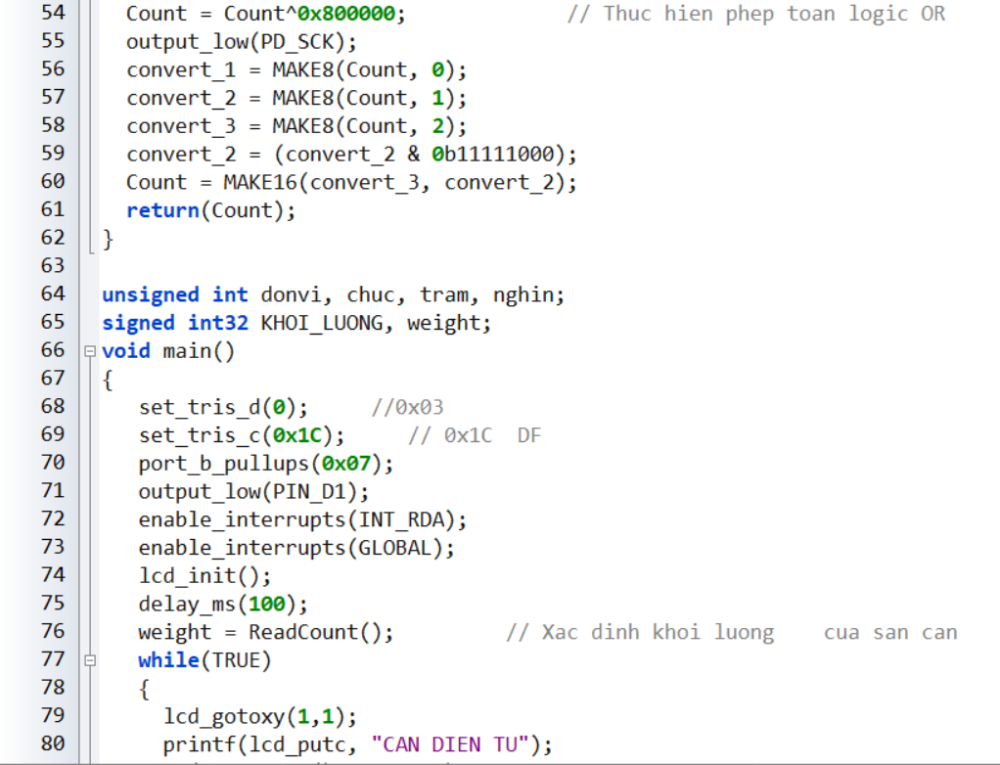 54 Count = Count^0x800000; // Thuc hien phep toan logic OR
55 output_low(PD_SCK);
56 convert_1 = MAKE8(Count, 0);
57 convert_2 = MAKE8(Count, 1);
58 convert_3 = MAKE8(Count, 2);
59 convert_2 = (convert_2 & 0b11111000);
60 Count = MAKE16(convert_3, convert_2);
61 return(Count);
62 }
63
64 unsigned int donvi, chuc, tram, nghin;
65 signed int32 KHOI_LUONG, weight;
66 void main()
67 {
68 set_tris_d(0); //0x03
69 set_tris_c(0x1C); // 0x1C DF
70 port_b_pullups(0x07);
71 output_low(PIN_D1);
72 enable_interrupts(INT_RDA);
73 enable_interrupts(GLOBAL);
74 lcd_init();
75 delay_ms(100);
76 weight = ReadCount(); // Xac dinh khoi luong cua san can
77 while(TRUE)
78 {
79 lcd_gotoxy(1,1);
80 printf(lcd_putc, "CAN DIEN TU");